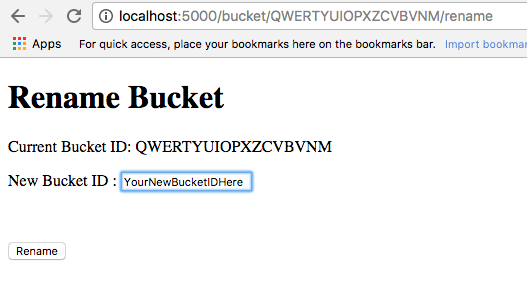 localhost:5000/bucket/QWERTYUIOPXZCVBVNM/rename
Apps For quick access, place your bookmarks here on the bookmarks bar. Import bookmar
Rename Bucket
Current Bucket ID: QWERTYUIOPXZCVBVNM
New Bucket ID : YourNewBucketIDHere
Rename